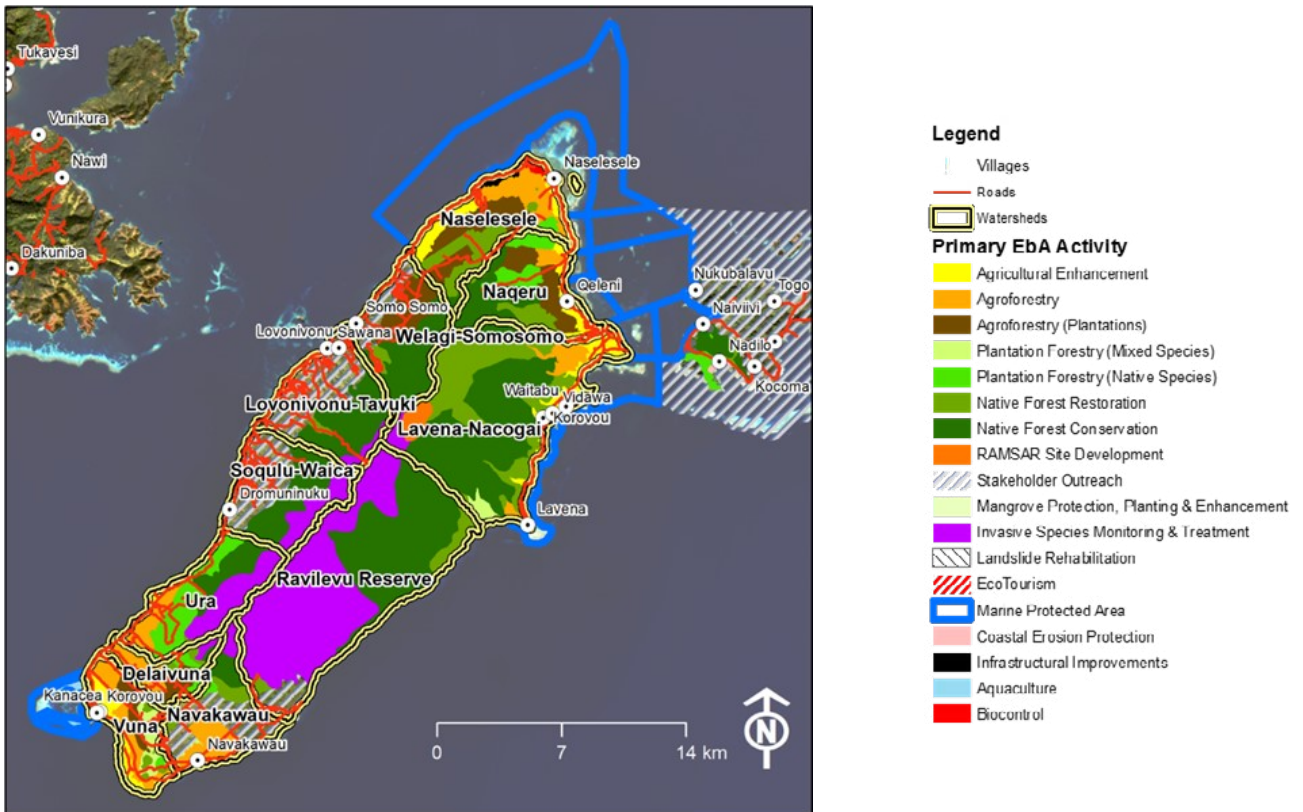 Tukavesi
Vunikura
Nawi
Dakuniba
Naselesele
Naselesele
Nukubalavu
Togo
Qeleni
Naqeru
Naiviivi
Somo Somo
Lovonivonu
Sawana
Welagi-Somosomo
Nadilo
Kocoma
Waitabu
Vidawa
Lovonivonu-Tavuki
Korovou
Lavena-Nacogai
Soqulu-Waica
Dromuninuku
Lavena
Ravilevu Reserve
Ura
Delaivuna
Kanacea
Korovou
Vuna
Navakawau
Navakawau
0 7 14 km
N
Legend
Villages
Roads
Watersheds
Primary EbA Activity
Agricultural Enhancement
Agroforestry
Agroforestry (Plantations)
Plantation Forestry (Mixed Species)
Plantation Forestry (Native Species)
Native Forest Restoration
Native Forest Conservation
RAMSAR Site Development
Stakeholder Outreach
Mangrove Protection, Planting & Enhancement
Invasive Species Monitoring & Treatment
Landslide Rehabilitation
EcoTourism
Marine Protected Area
Coastal Erosion Protection
Infrastructural Improvements
Aquaculture
Biocontrol